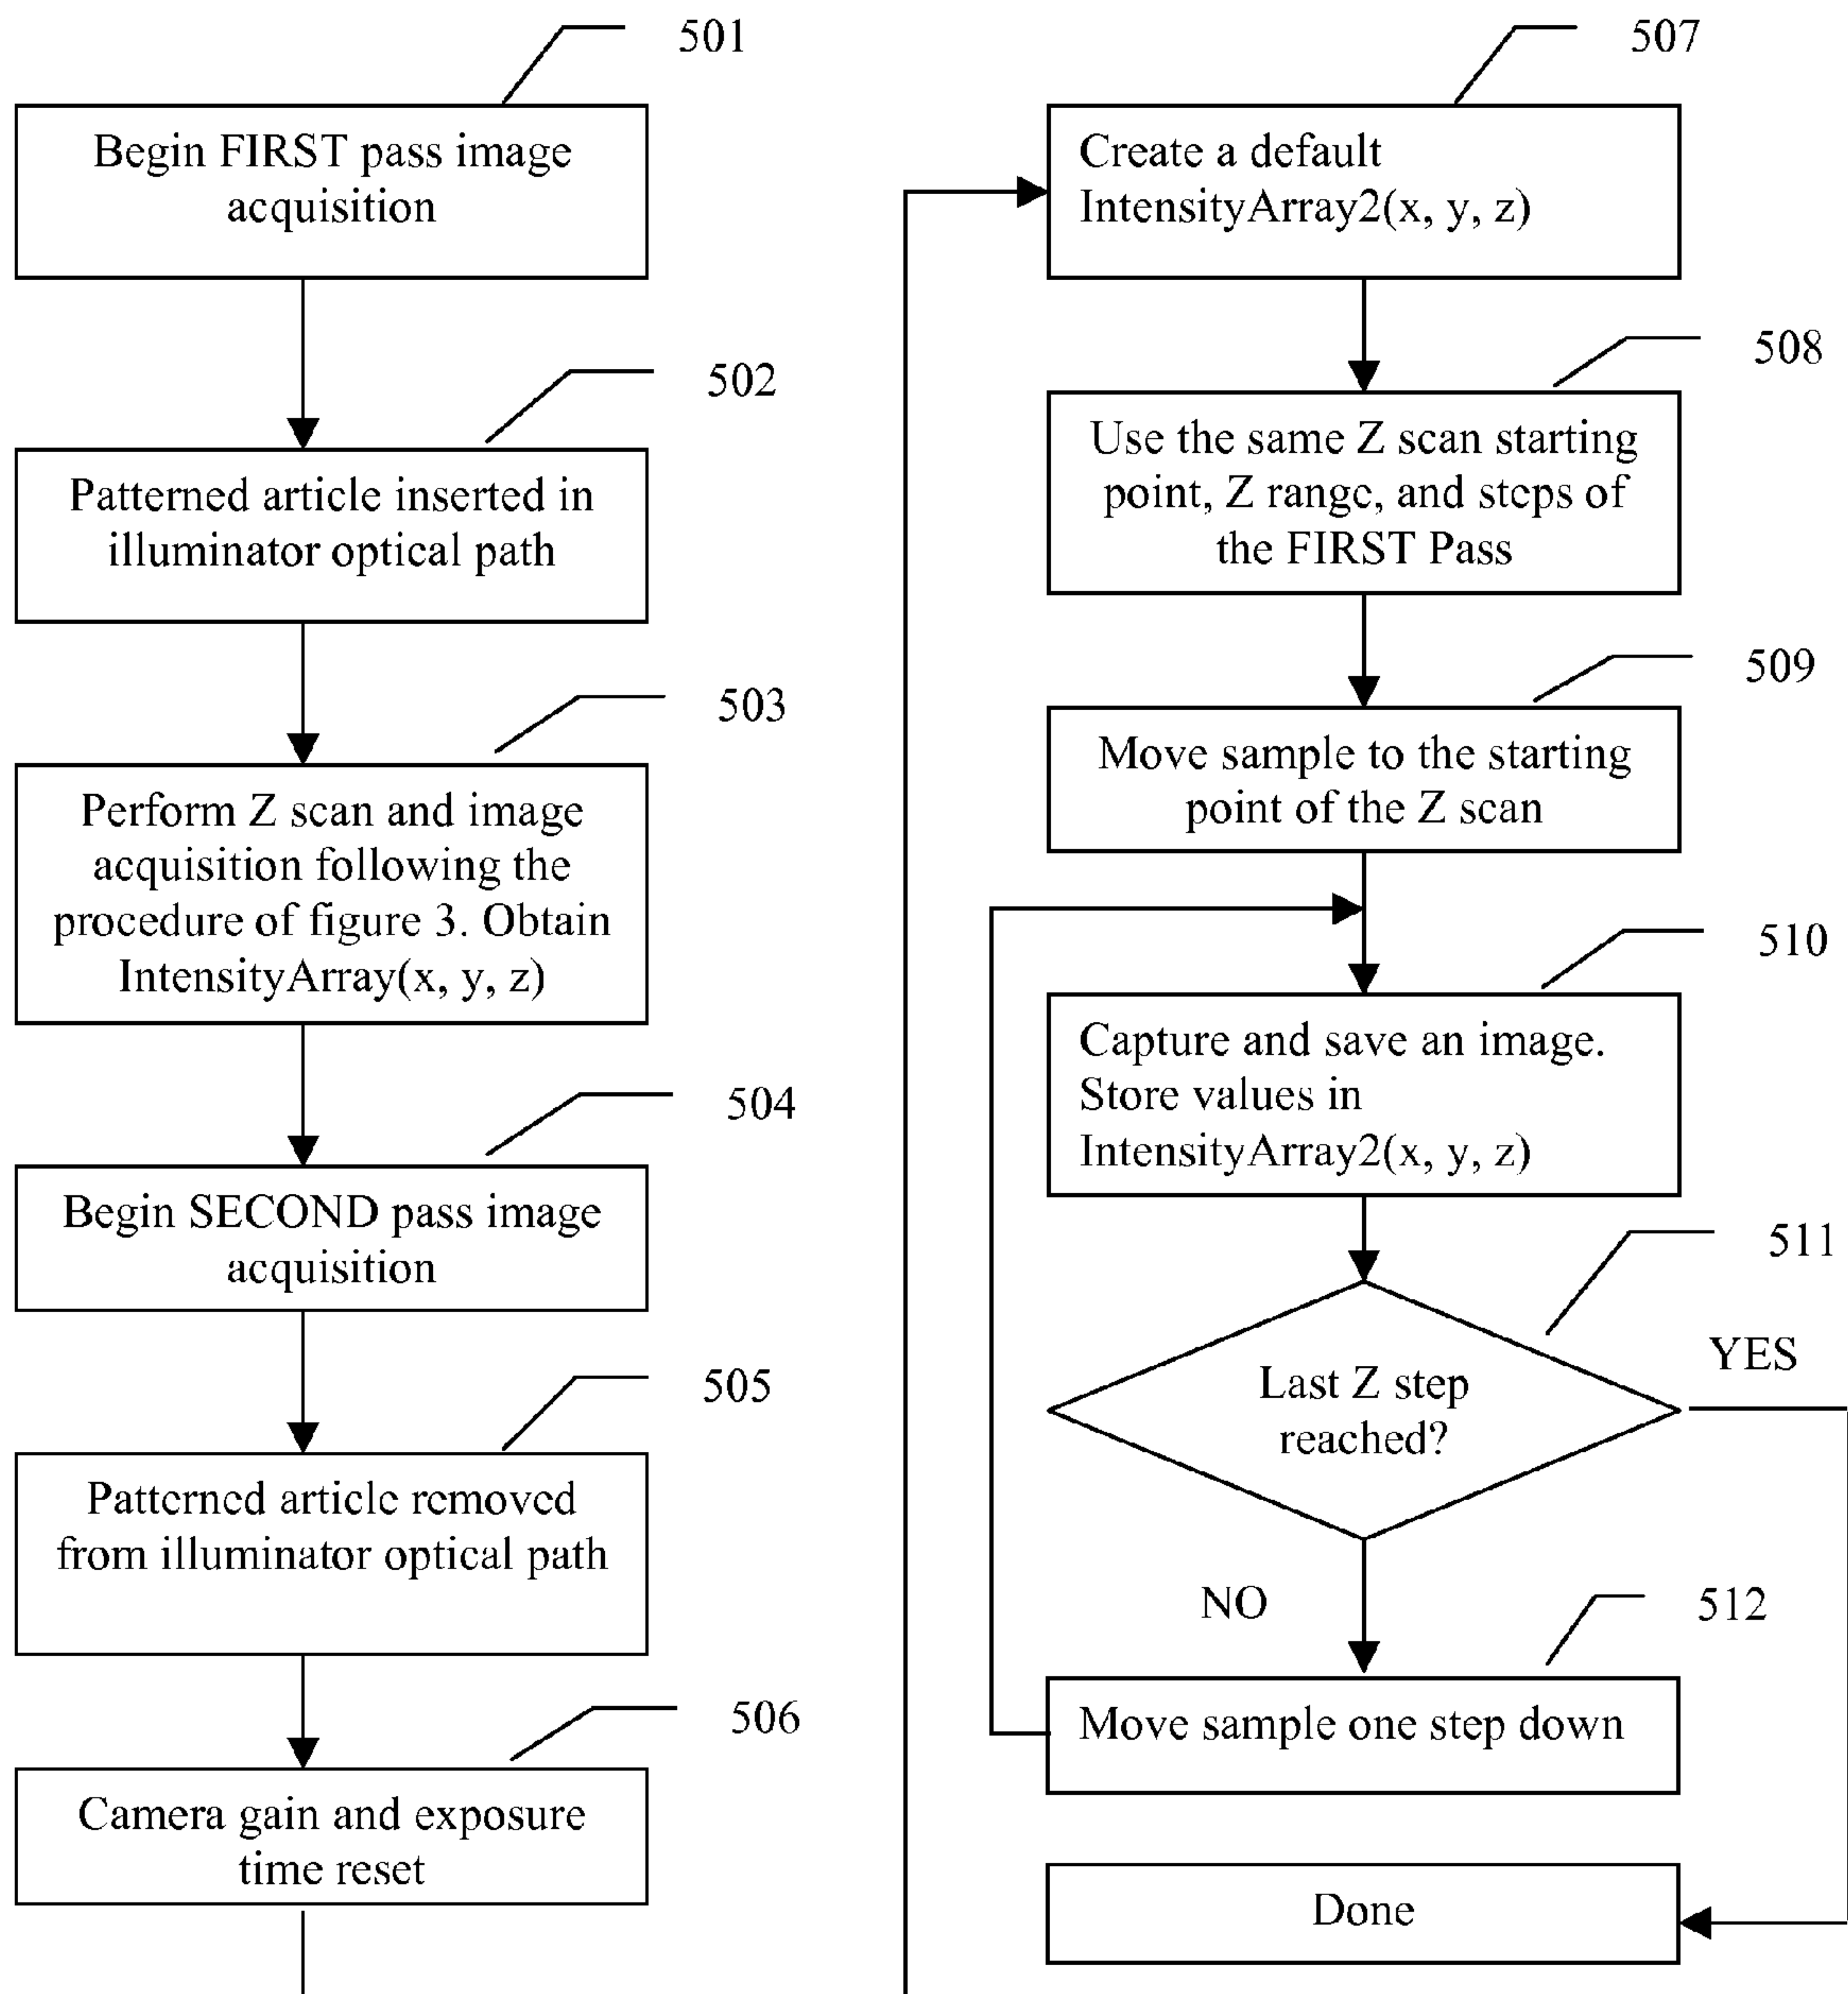 501
Begin FIRST pass image
acquisition
502
Patterned article inserted in
illuminator optical path
503
Perform Z scan and image
acquisition following the
procedure of figure 3. Obtain
IntensityArray(x, y, z)
504
Begin SECOND pass image
acquisition
505
Patterned article removed
from illuminator optical path
506
Camera gain and exposure
time reset
507
Create a default
IntensityArray2(x, y, z)
508
Use the same Z scan starting
point, Z range, and steps of
the FIRST Pass
509
Move sample to the starting
point of the Z scan
510
Capture and save an image.
Store values in
IntensityArray2(x, y, z)
511
Last Z step
reached?
YES
NO
512
Move sample one step down
Done